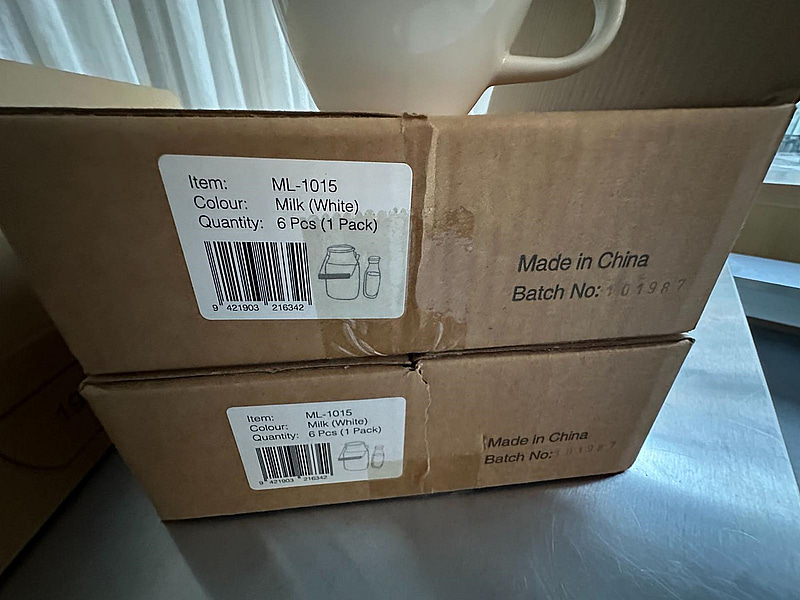 Item: ML-1015
Colour: Milk (White)
Quantity: 6 Pcs (1 Pack)
9 421903 216342
Made in China
Batch No: 101987
Item: ML-1015
Colour: Milk (White)
Quantity: 6 Pcs (1 Pack)
9 421903 216342
Made in China
Batch No: 101987